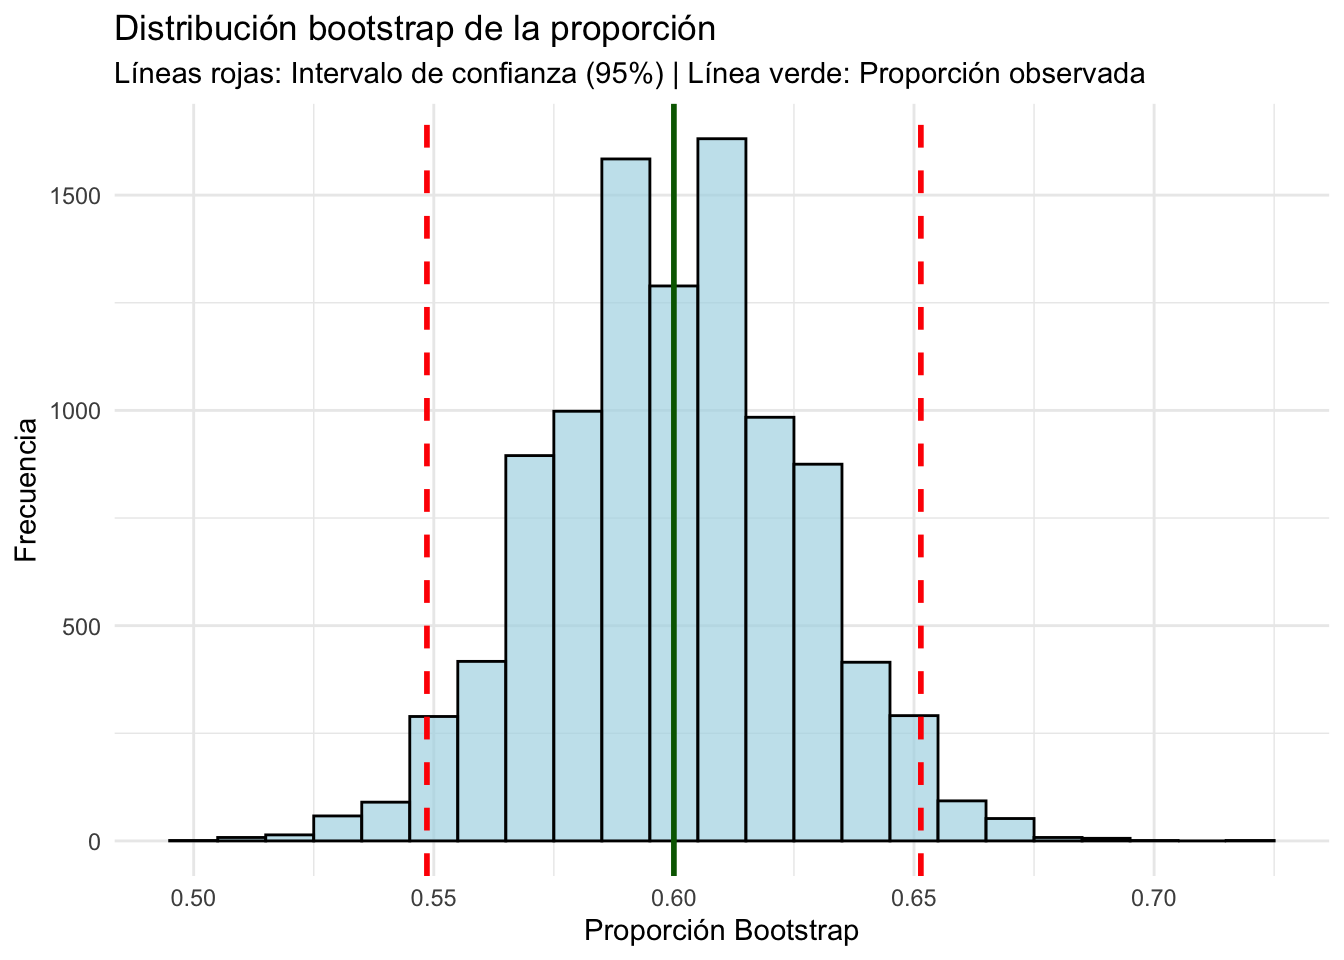 Distribución bootstrap de la proporción
Líneas rojas: Intervalo de confianza (95%) | Línea verde: Proporción observada
Frecuencia
1500
1000
500
0
0.50 0.55 0.60 0.65 0.70
Proporción Bootstrap